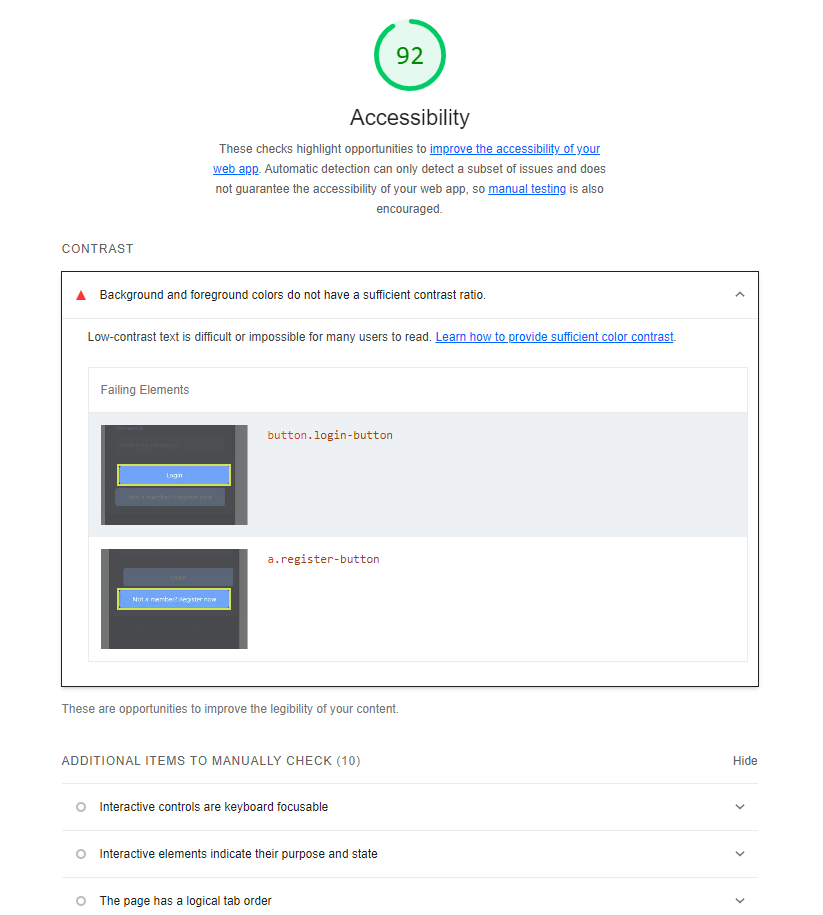 92
Accessibility
These checks highlight opportunities to improve the accessibility of your
web app. Automatic detection can only detect a subset of issues and does
not guarantee the accessibility of your web app, so manual testing is also
encouraged.
CONTRAST
Background and foreground colors do not have a sufficient contrast ratio.
Low-contrast text is difficult or impossible for many users to read. Learn how to provide sufficient color contrast.
Failing Elements
button.login-button
Login
Not a member? Register now
a.register-button
Login
Not a member? Register now
These are opportunities to improve the legibility of your content.
ADDITIONAL ITEMS TO MANUALLY CHECK (10)
Hide
Interactive controls are keyboard focusable
Interactive elements indicate their purpose and state
The page has a logical tab order